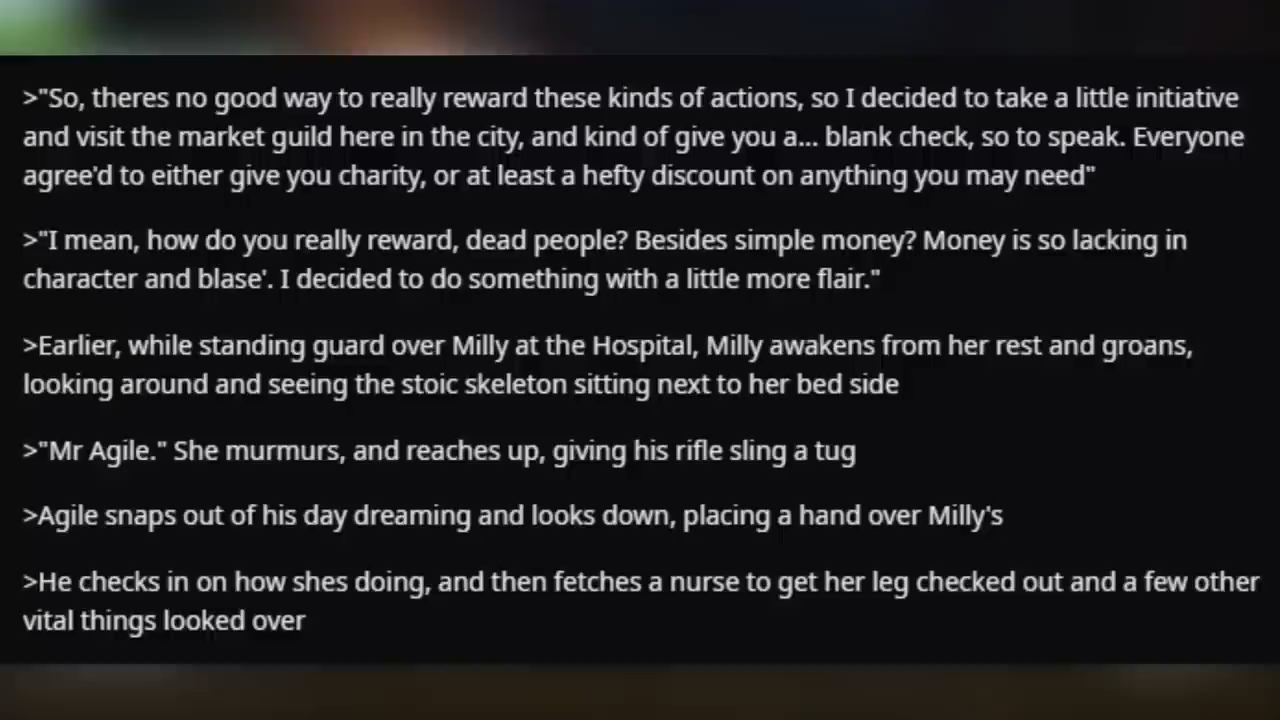 >"So, theres no good way to really reward these kinds of actions, so I decided to take a little initiative
and visit the market guild here in the city, and kind of give you a... blank check, so to speak. Everyone
agree'd to either give you charity, or at least a hefty discount on anything you may need"
>"I mean, how do you really reward, dead people? Besides simple money? Money is so lacking in
character and blase'. I decided to do something with a little more flair."
>Earlier, while standing guard over Milly at the Hospital, Milly awakens from her rest and groans,
looking around and seeing the stoic skeleton sitting next to her bed side
>"Mr Agile." She murmurs, and reaches up, giving his rifle sling a tug
>Agile snaps out of his day dreaming and looks down, placing a hand over Milly's
>He checks in on how shes doing, and then fetches a nurse to get her leg checked out and a few other
vital things looked over